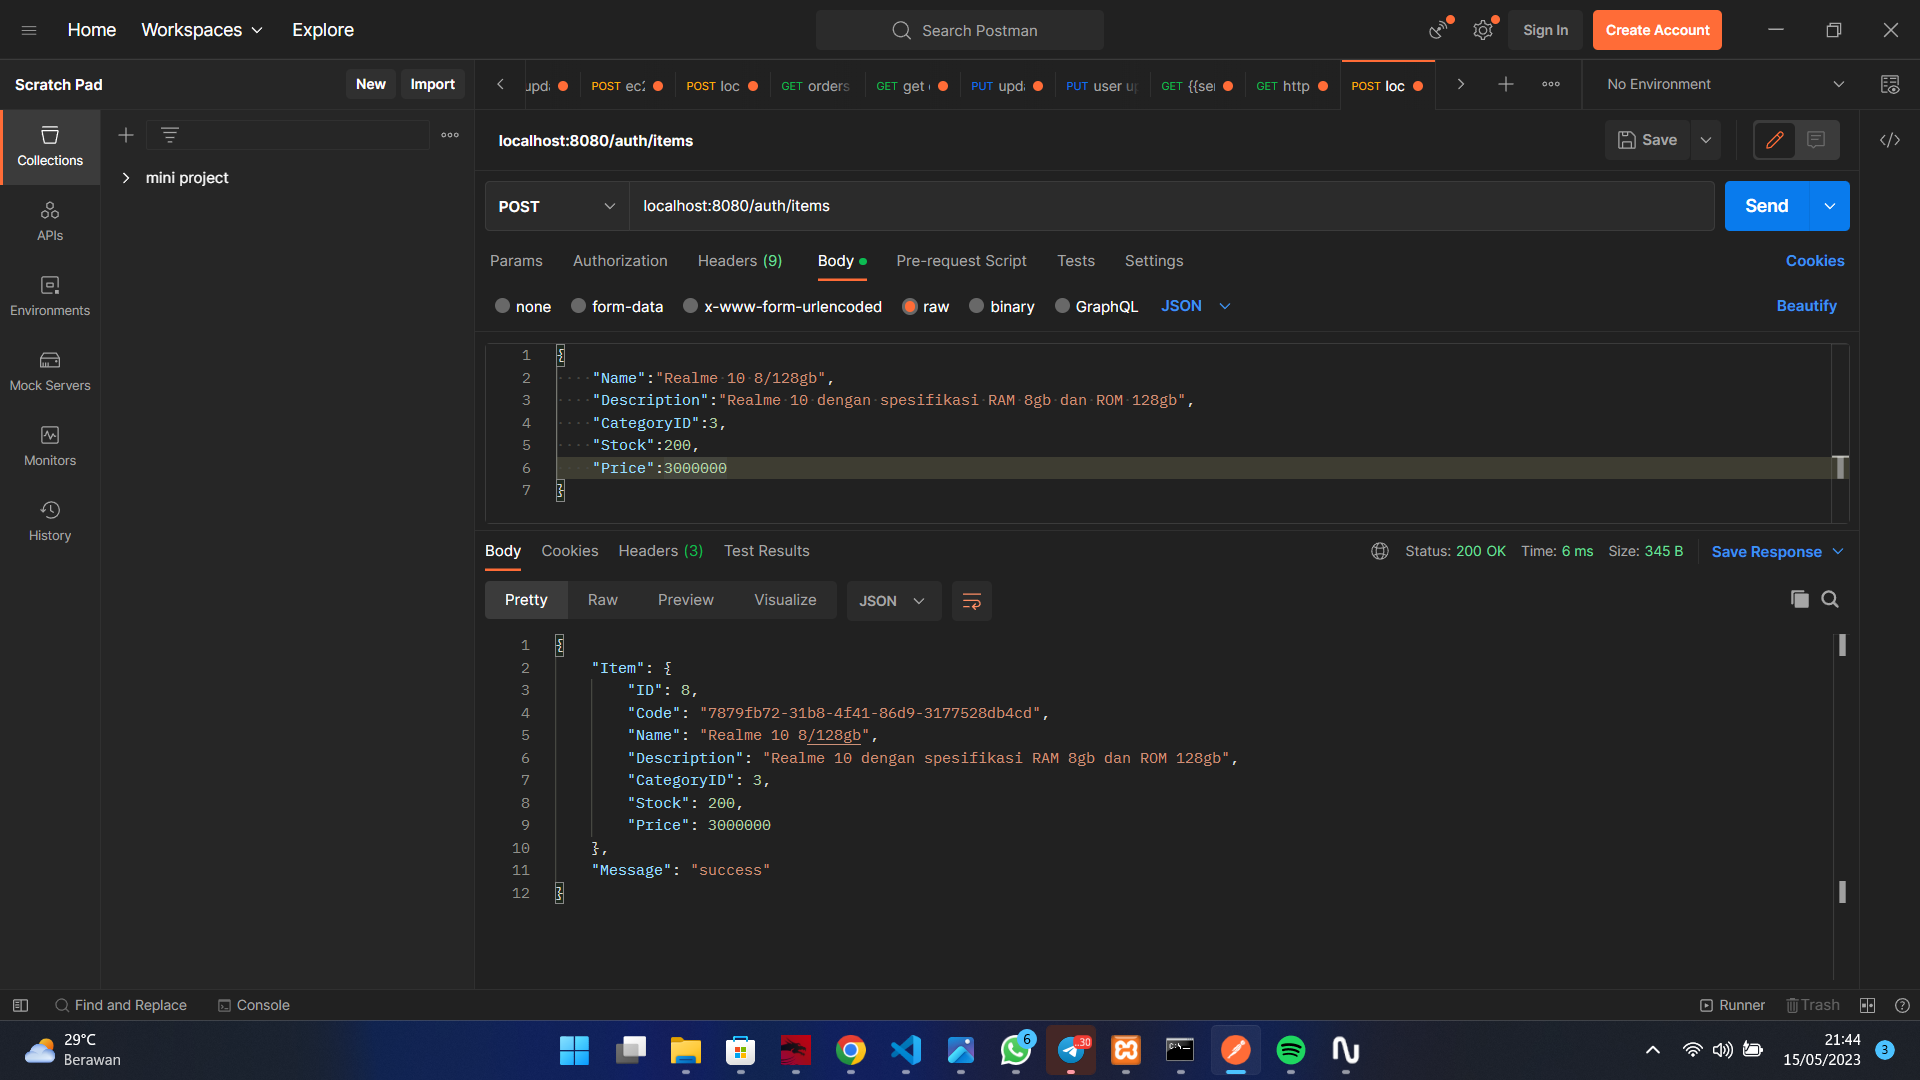 Home
Workspaces
Explore
Search Postman
Sign In
Create Account
Scratch Pad
New
Import
upda
POST ec2
POST loc
GET orders
GET get
PUT upda
PUT user up
GET {{ser
GET http
POST loc
No Environment
Collections
APIs
Environments
Mock Servers
Monitors
History
mini project
localhost:8080/auth/items
Save
POST
localhost:8080/auth/items
Send
Params
Authorization
Headers (9)
Body
Pre-request Script
Tests
Settings
Cookies
none
form-data
x-www-form-urlencoded
raw
binary
GraphQL
JSON
Beautify
1 {
2 "Name":"Realme 10 8/128gb",
3 "Description":"Realme 10 dengan spesifikasi RAM 8gb dan ROM 128gb",
4 "CategoryID":3,
5 "Stock":200,
6 "Price":3000000
7 }
Body
Cookies
Headers (3)
Test Results
Status: 200 OK
Time: 6 ms
Size: 345 B
Save Response
Pretty
Raw
Preview
Visualize
JSON
1 {
2 "Item": {
3 "ID": 8,
4 "Code": "7879fb72-31b8-4f41-86d9-3177528db4cd",
5 "Name": "Realme 10 8/128gb",
6 "Description": "Realme 10 dengan spesifikasi RAM 8gb dan ROM 128gb",
7 "CategoryID": 3,
8 "Stock": 200,
9 "Price": 3000000
10 },
11 "Message": "success"
12 }
Find and Replace
Console
Runner
Trash
29°C
Berawan
6
30
21:44
15/05/2023
3